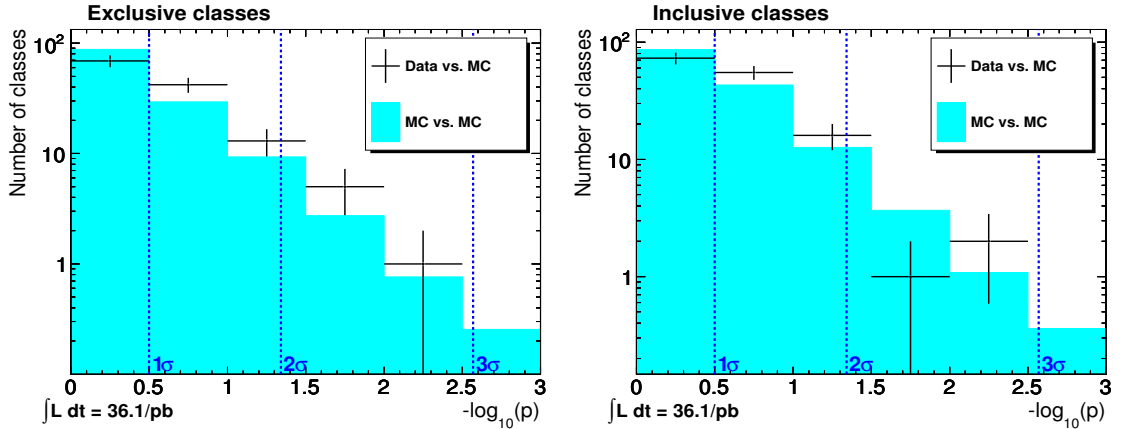 Exclusive classes
Number of classes
10²
10
1
Data vs. MC
MC vs. MC
1σ
2σ
3σ
0 0.5 1 1.5 2 2.5 3
∫L dt = 36.1/pb
-log₁₀(p)
Inclusive classes
Number of classes
10²
10
1
Data vs. MC
MC vs. MC
1σ
2σ
3σ
0 0.5 1 1.5 2 2.5 3
∫L dt = 36.1/pb
-log₁₀(p)